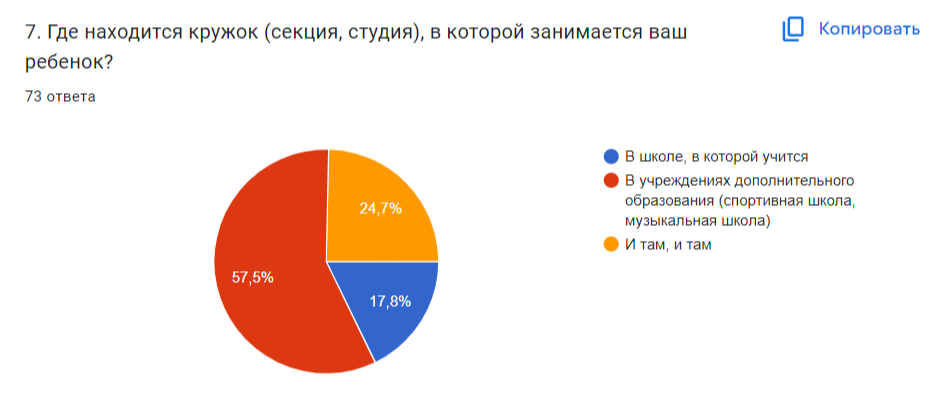 7. Где находится кружок (секция, студия), в которой занимается ваш
ребенок?
Копировать
73 ответа
24,7%
57,5%
17,8%
В школе, в которой учится
В учреждениях дополнительного
образования (спортивная школа,
музыкальная школа)
И там, и там